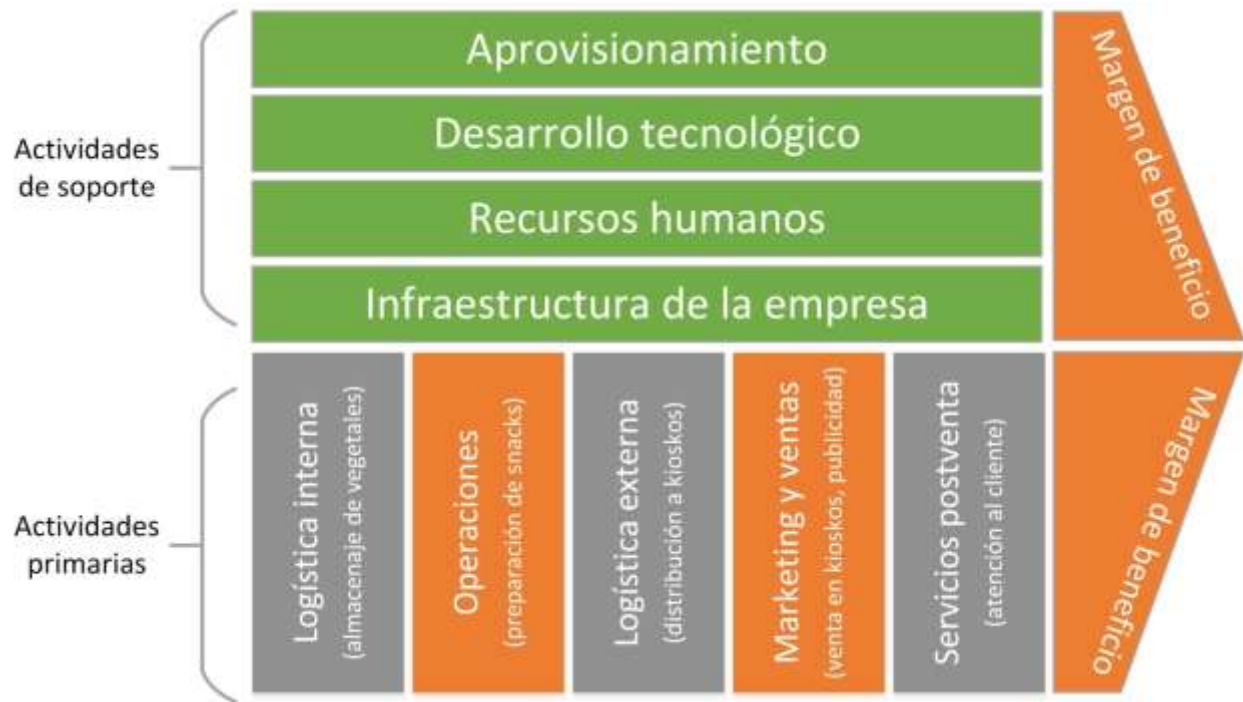 Aprovisionamiento
Desarrollo tecnológico
Recursos humanos
Infraestructura de la empresa
Margen de beneficio
Actividades
de soporte
Actividades
primarias
Logística interna
(almacenaje de vegetales)
Operaciones
(preparación de snacks)
Logística externa
(distribución a kioskos)
Marketing y ventas
(venta en kioskos, publicidad)
Servicios postventa
(atención al cliente)
Margen de beneficio